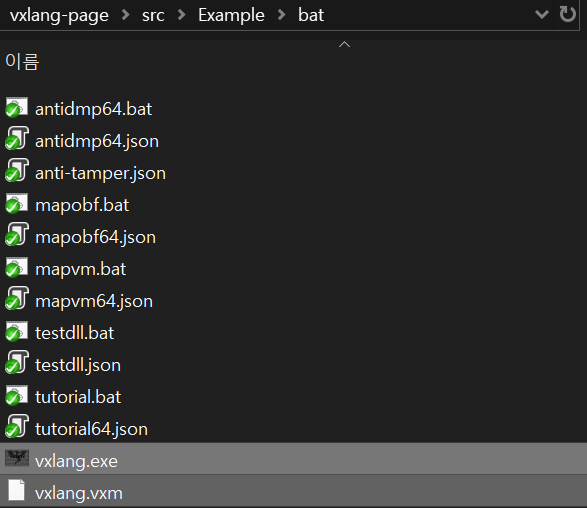 vxlang-page > src > Example > bat
이름
antidmp64.bat
antidmp64.json
anti-tamper.json
mapobf.bat
mapobf64.json
mapvm.bat
mapvm64.json
testdll.bat
testdll.json
tutorial.bat
tutorial64.json
vxlang.exe
vxlang.vxm